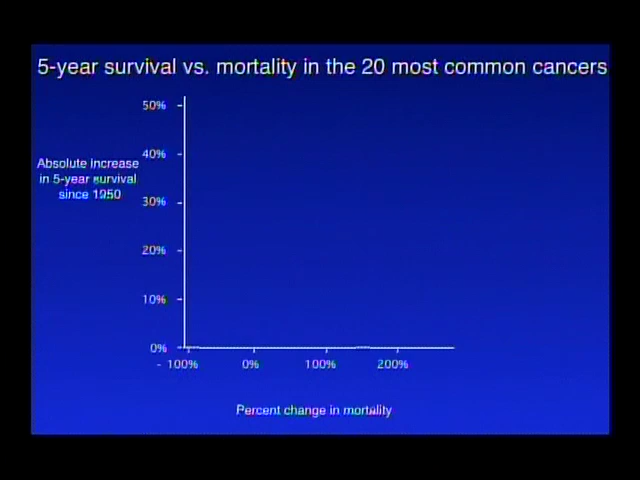 5-year survival vs. mortality in the 20 most common cancers
50%
Absolute increase
in 5-year survival
since 1950
40%
30%
20%
10%
0%
- 100% 0% 100% 200%
Percent change in mortality